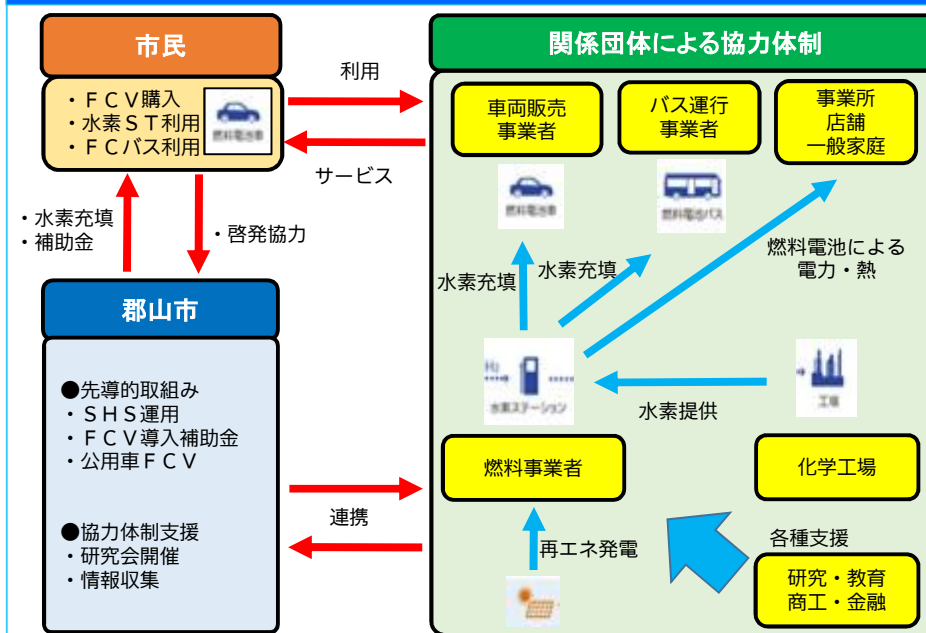 市民
・ＦＣＶ購入
・水素ＳＴ利用
・ＦＣバス利用
燃料電池車
利用
サービス
・水素充填
・補助金
・啓発協力
郡山市
●先導的取組み
・ＳＨＳ運用
・ＦＣＶ導入補助金
・公用車ＦＣＶ
●協力体制支援
・研究会開催
・情報収集
連携
関係団体による協力体制
車両販売
事業者
バス運行
事業者
事業所
店舗
一般家庭
燃料電池車
燃料電池バス
水素充填
水素充填
燃料電池による
電力・熱
H₂
水素ステーション
工場
水素提供
燃料事業者
化学工場
再エネ発電
各種支援
研究・教育
商工・金融